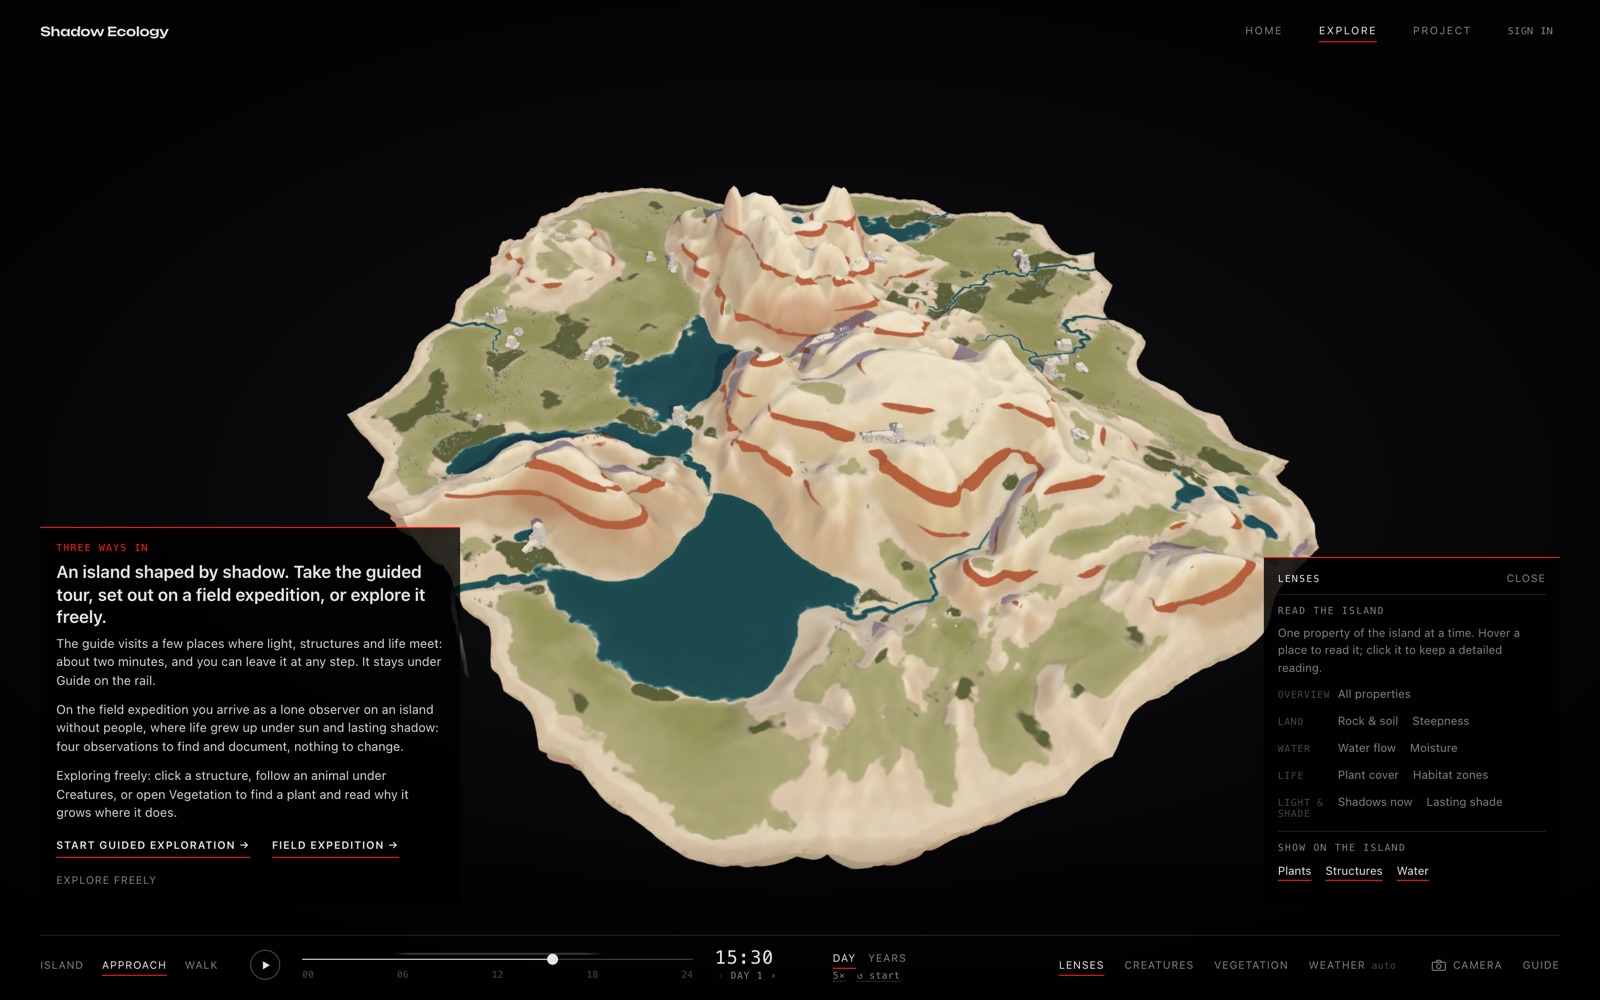 Shadow Ecology
HOME EXPLORE PROJECT SIGN IN
THREE WAYS IN
An island shaped by shadow. Take the guided
tour, set out on a field expedition, or explore it
freely.
The guide visits a few places where light, structures and life meet:
about two minutes, and you can leave it at any step. It stays under
Guide on the rail.
On the field expedition you arrive as a lone observer on an island
without people, where life grew up under sun and lasting shadow:
four observations to find and document, nothing to change.
Exploring freely: click a structure, follow an animal under
Creatures, or open Vegetation to find a plant and read why it
grows where it does.
START GUIDED EXPLORATION → FIELD EXPEDITION →
EXPLORE FREELY
LENSES CLOSE
READ THE ISLAND
One property of the island at a time. Hover a
place to read it; click it to keep a detailed
reading.
OVERVIEW All properties
LAND Rock & soil Steepness
WATER Water flow Moisture
LIFE Plant cover Habitat zones
LIGHT & SHADE Shadows now Lasting shade
SHOW ON THE ISLAND
Plants Structures Water
ISLAND APPROACH WALK
00 06 12 18 24
15:30
DAY 1 ›
DAY YEARS
5× ↺ start
LENSES CREATURES VEGETATION WEATHER auto CAMERA GUIDE